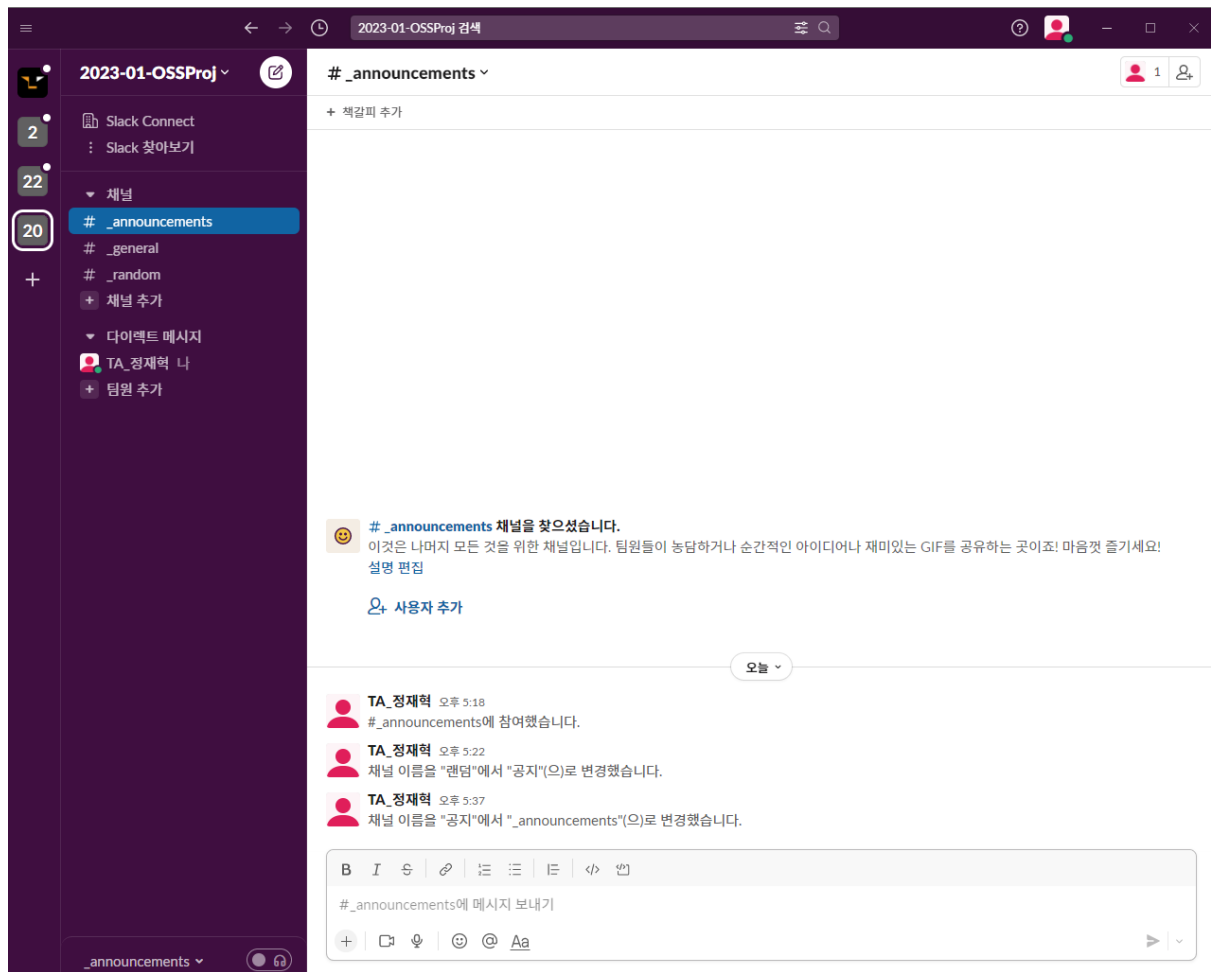 2023-01-OSSProj 검색
1
2
22
20
2023-01-OSSProj
Slack Connect
Slack 찾아보기
채널
# _announcements
# _general
# _random
+ 채널 추가
다이렉트 메시지
TA_정재혁 나
+ 팀원 추가
_announcements
# _announcements
+ 책갈피 추가
# _announcements 채널을 찾으셨습니다.
이것은 나머지 모든 것을 위한 채널입니다. 팀원들이 농담하거나 순간적인 아이디어나 재미있는 GIF를 공유하는 곳이죠! 마음껏 즐기세요!
설명 편집
사용자 추가
오늘
TA_정재혁 오후 5:18
#_announcements에 참여했습니다.
TA_정재혁 오후 5:22
채널 이름을 "랜덤"에서 "공지"(으)로 변경했습니다.
TA_정재혁 오후 5:37
채널 이름을 "공지"에서 "_announcements"(으)로 변경했습니다.
B I S
#_announcements에 메시지 보내기
+ @ Aa